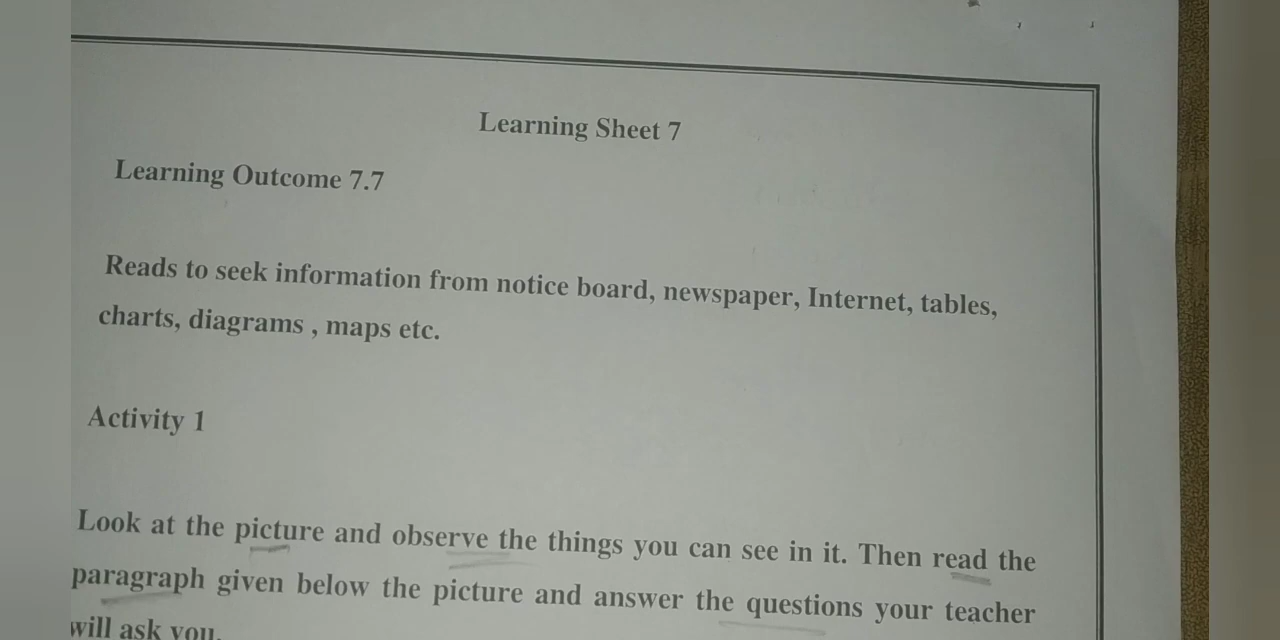 Learning Sheet 7
Learning Outcome 7.7
Reads to seek information from notice board, newspaper, Internet, tables,
charts, diagrams , maps etc.
Activity 1
Look at the picture and observe the things you can see in it. Then read the
paragraph given below the picture and answer the questions your teacher
will ask you.